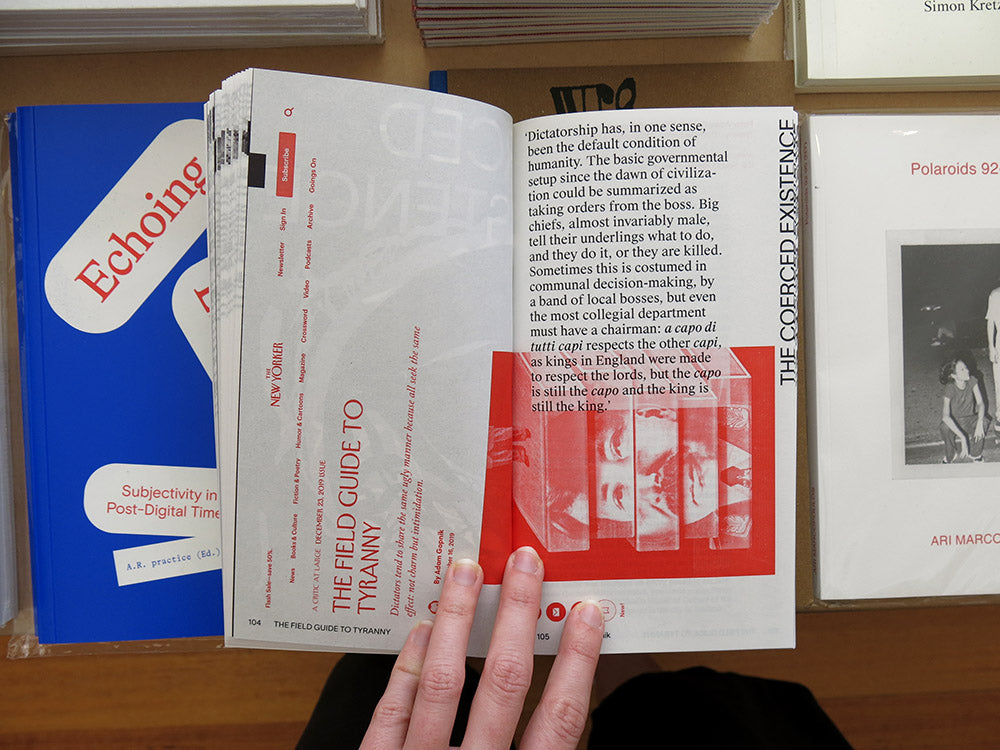 Simon Kretz
Echoing
Subjectivity in
Post-Digital Time
A.R. practice (Ed.)
Subscribe
Sign In
Newsletter
Goings On
Archive
Podcasts
Video
Crossword
Magazine
Humor & Cartoons
Fiction & Poetry
Books & Culture
News
THE
NEW YORKER
Flash Sale—save 50%.
A CRITIC AT LARGE DECEMBER 23, 2019 ISSUE
THE FIELD GUIDE TO
TYRANNY
Dictators tend to share the same ugly manner because all seek the same
effect: not charm but intimidation.
By Adam Gopnik
16, 2019
104 THE FIELD GUIDE TO TYRANNY
‘Dictatorship has, in one sense,
been the default condition of
humanity. The basic governmental
setup since the dawn of civiliza-
tion could be summarized as
taking orders from the boss. Big
chiefs, almost invariably male,
tell their underlings what to do,
and they do it, or they are killed.
Sometimes this is costumed in
communal decision-making, by
a band of local bosses, but even
the most collegial department
must have a chairman: a capo di
tutti capi respects the other capi,
as kings in England were made
to respect the lords, but the capo
is still the capo and the king is
still the king.’
THE COERCED EXISTENCE
New!
105
Polaroids 92
ARI MARCO